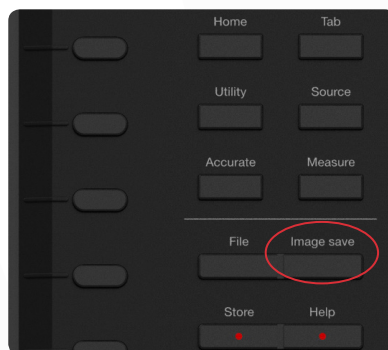 Home Tab
Utility Source
Accurate Measure
File Image save
Store Help